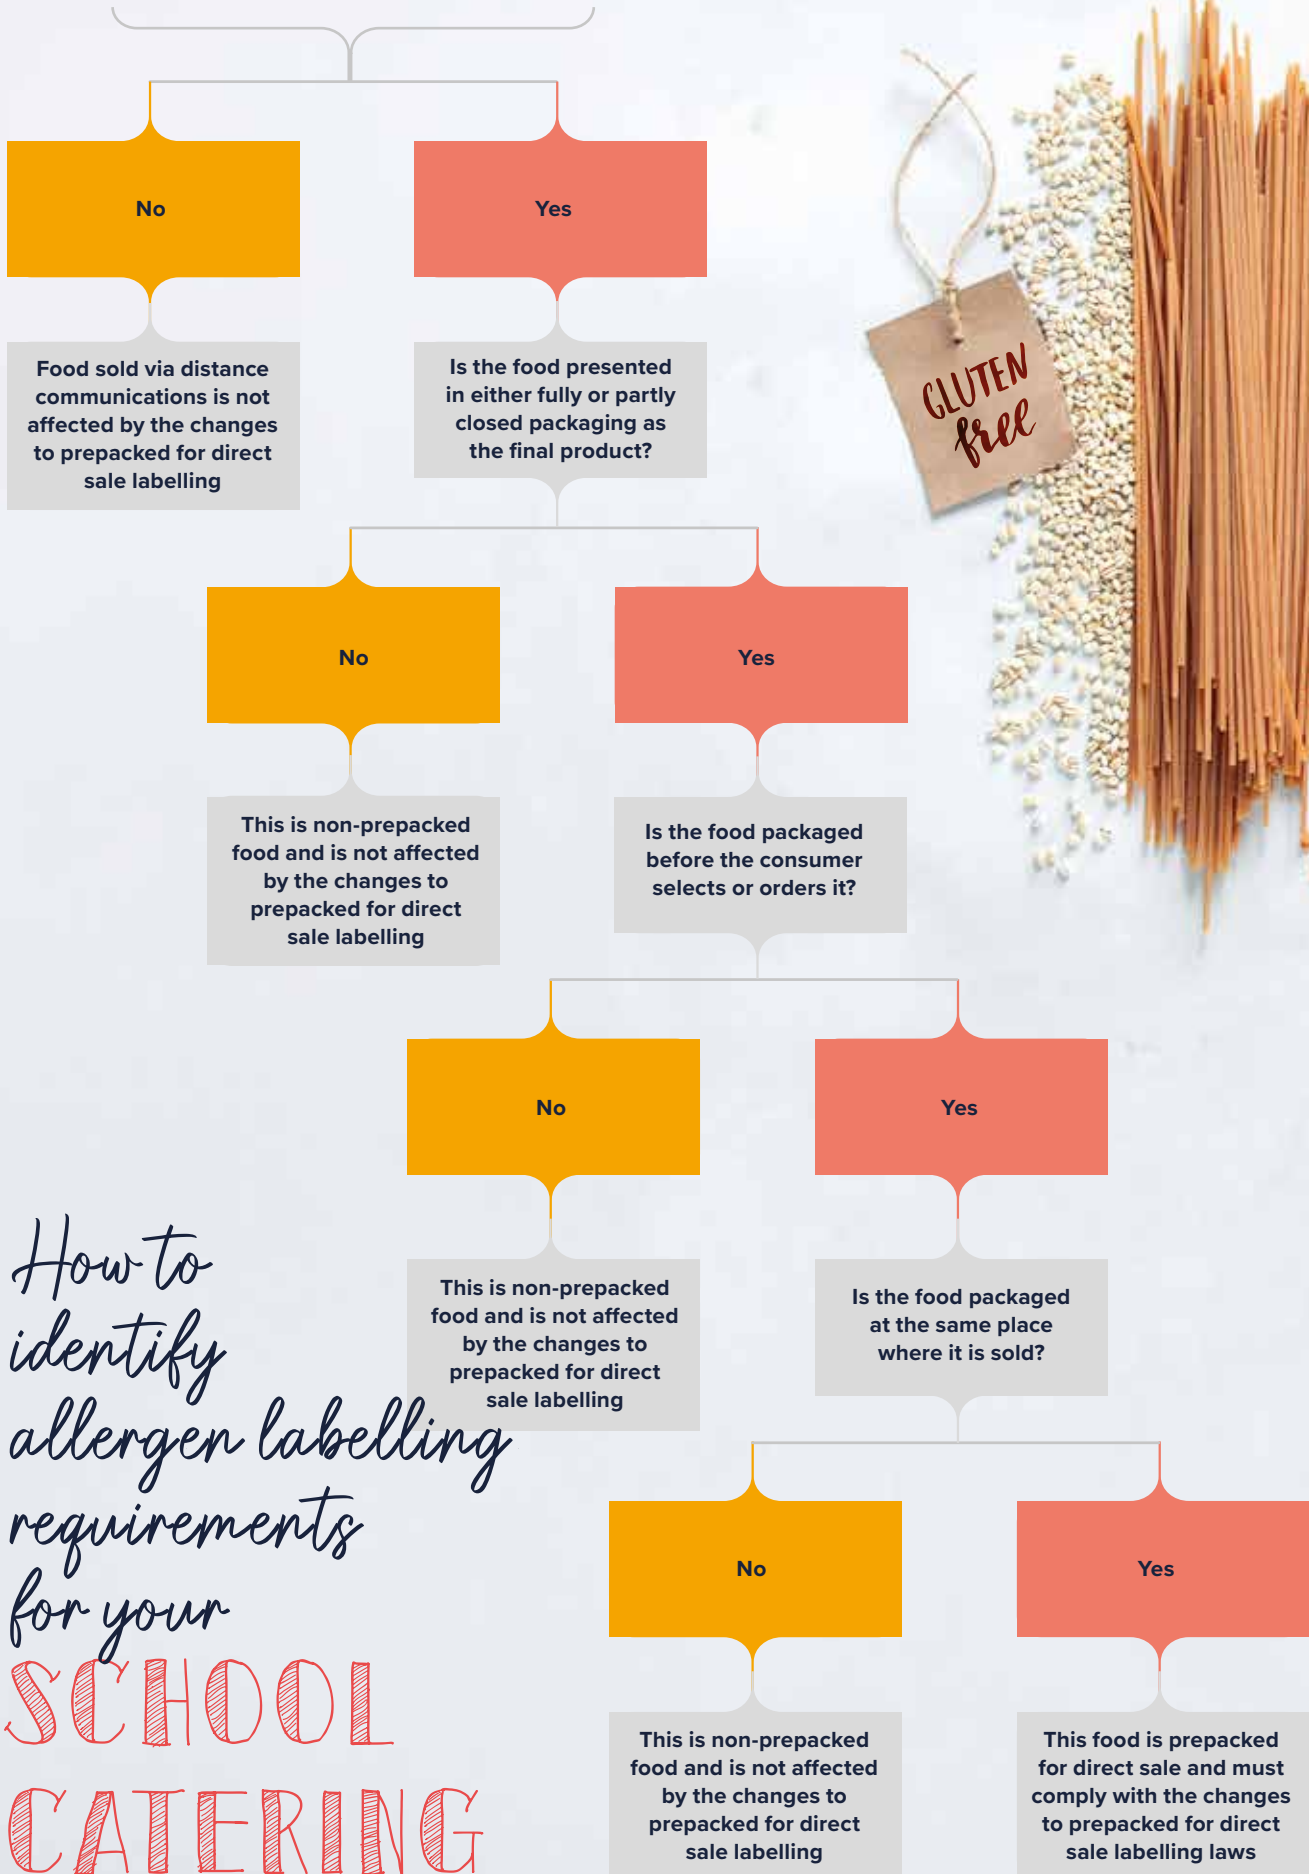 No
Yes
Food sold via distance
communications is not
affected by the changes
to prepacked for direct
sale labelling
Is the food presented
in either fully or partly
closed packaging as
the final product?
GLUTEN
free
No
Yes
This is non-prepacked
food and is not affected
by the changes to
prepacked for direct
sale labelling
Is the food packaged
before the consumer
selects or orders it?
No
Yes
This is non-prepacked
food and is not affected
by the changes to
prepacked for direct
sale labelling
Is the food packaged
at the same place
where it is sold?
How to
identify
allergen labelling
requirements
for your
SCHOOL
CATERING
No
Yes
This is non-prepacked
food and is not affected
by the changes to
prepacked for direct
sale labelling
This food is prepacked
for direct sale and must
comply with the changes
to prepacked for direct
sale labelling laws